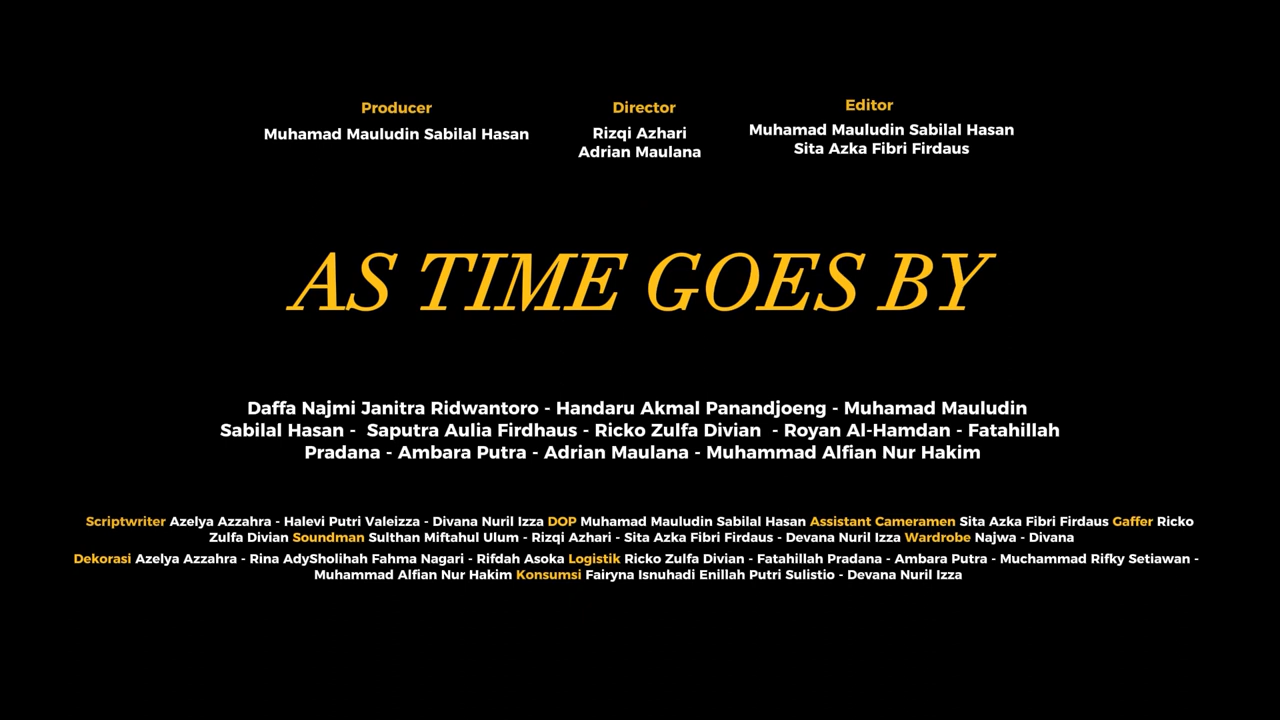 Producer
Muhamad Mauludin Sabilal Hasan
Director
Rizqi Azhari
Adrian Maulana
Editor
Muhamad Mauludin Sabilal Hasan
Sita Azka Fibri Firdaus
AS TIME GOES BY
Daffa Najmi Janitra Ridwantoro - Handaru Akmal Panandjoeng - Muhamad Mauludin
Sabilal Hasan - Saputra Aulia Firdhaus - Ricko Zulfa Divian - Royan Al-Hamdan - Fatahillah
Pradana - Ambara Putra - Adrian Maulana - Muhammad Alfian Nur Hakim
Scriptwriter Azelya Azzahra - Halevi Putri Valeizza - Divana Nuril Izza DOP Muhamad Mauludin Sabilal Hasan Assistant Cameramen Sita Azka Fibri Firdaus Gaffer Ricko
Zulfa Divian Soundman Sulthan Miftahul Ulum - Rizqi Azhari - Sita Azka Fibri Firdaus - Devana Nuril Izza Wardrobe Najwa - Divana
Dekorasi Azelya Azzahra - Rina AdySholihah Fahma Nagari - Rifdah Asoka Logistik Ricko Zulfa Divian - Fatahillah Pradana - Ambara Putra - Muchammad Rifky Setiawan -
Muhammad Alfian Nur Hakim Konsumsi Fairyna Isnuhadi Enillah Putri Sulistio - Devana Nuril Izza